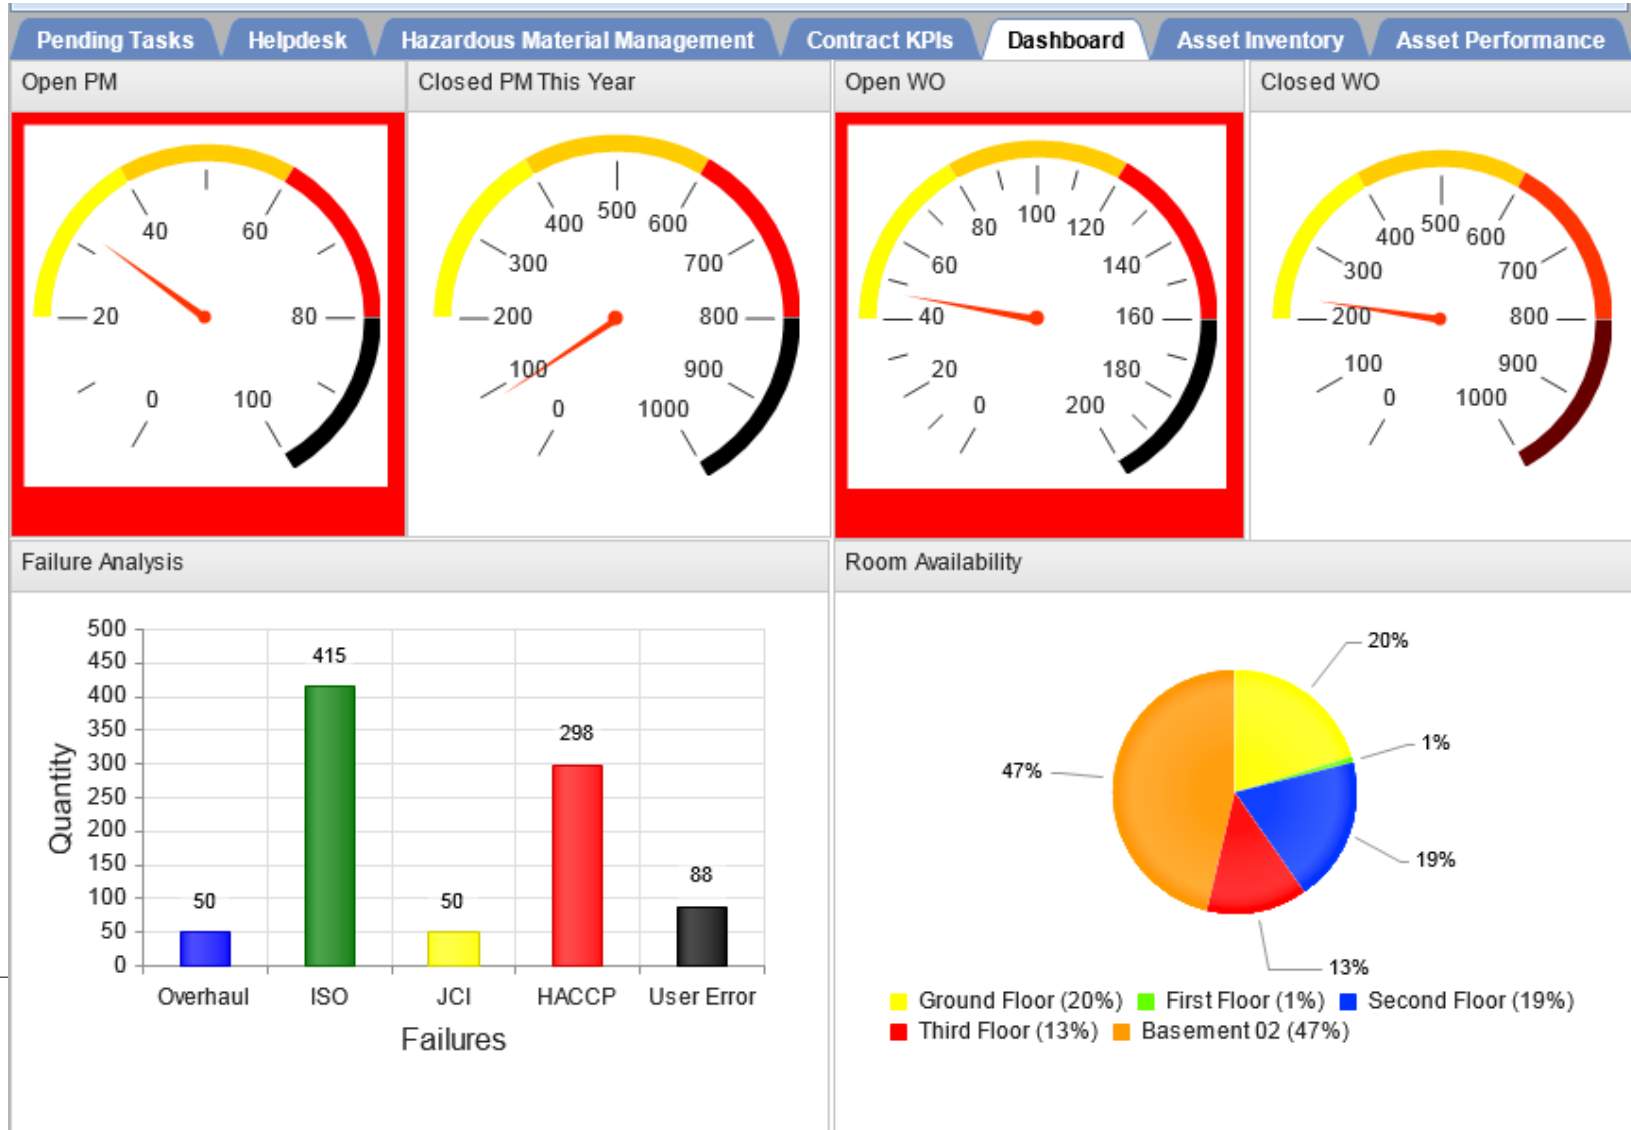 Pending Tasks Helpdesk Hazardous Material Management Contract KPIs Dashboard Asset Inventory Asset Performance
Open PM Closed PM This Year Open WO Closed WO
0 20 40 60 80 100
0 100 200 300 400 500 600 700 800 900 1000
0 20 40 60 80 100 120 140 160 180 200
0 100 200 300 400 500 600 700 800 900 1000
Failure Analysis
Quantity
500
450
400
350
300
250
200
150
100
50
0
50 415 50 298 88
Overhaul ISO JCI HACCP User Error
Failures
Room Availability
20%
1%
47%
19%
13%
Ground Floor (20%) First Floor (1%) Second Floor (19%)
Third Floor (13%) Basement 02 (47%)